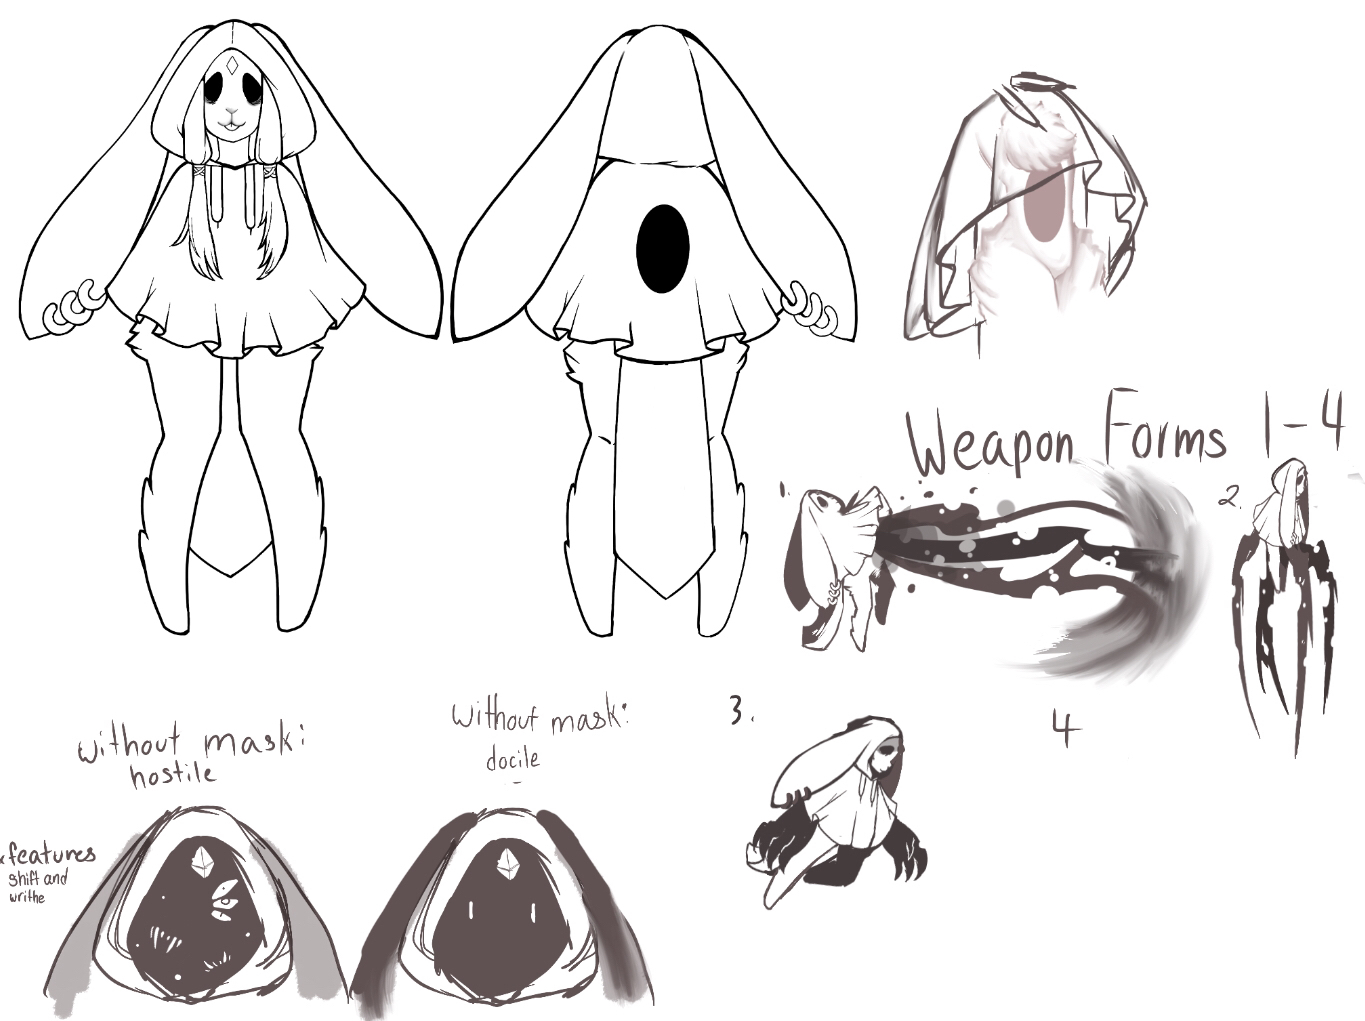 Weapon Forms 1-4
1.
2.
3.
4
without mask:
hostile
without mask:
docile
*features
shift and
writhe